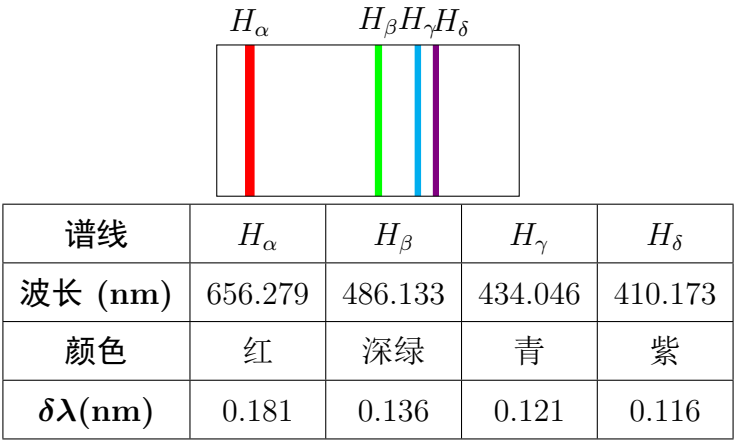 Hα Hβ Hγ Hδ
谱线 Hα Hβ Hγ Hδ
波长 (nm) 656.279 486.133 434.046 410.173
颜色 红 深绿 青 紫
δλ(nm) 0.181 0.136 0.121 0.116